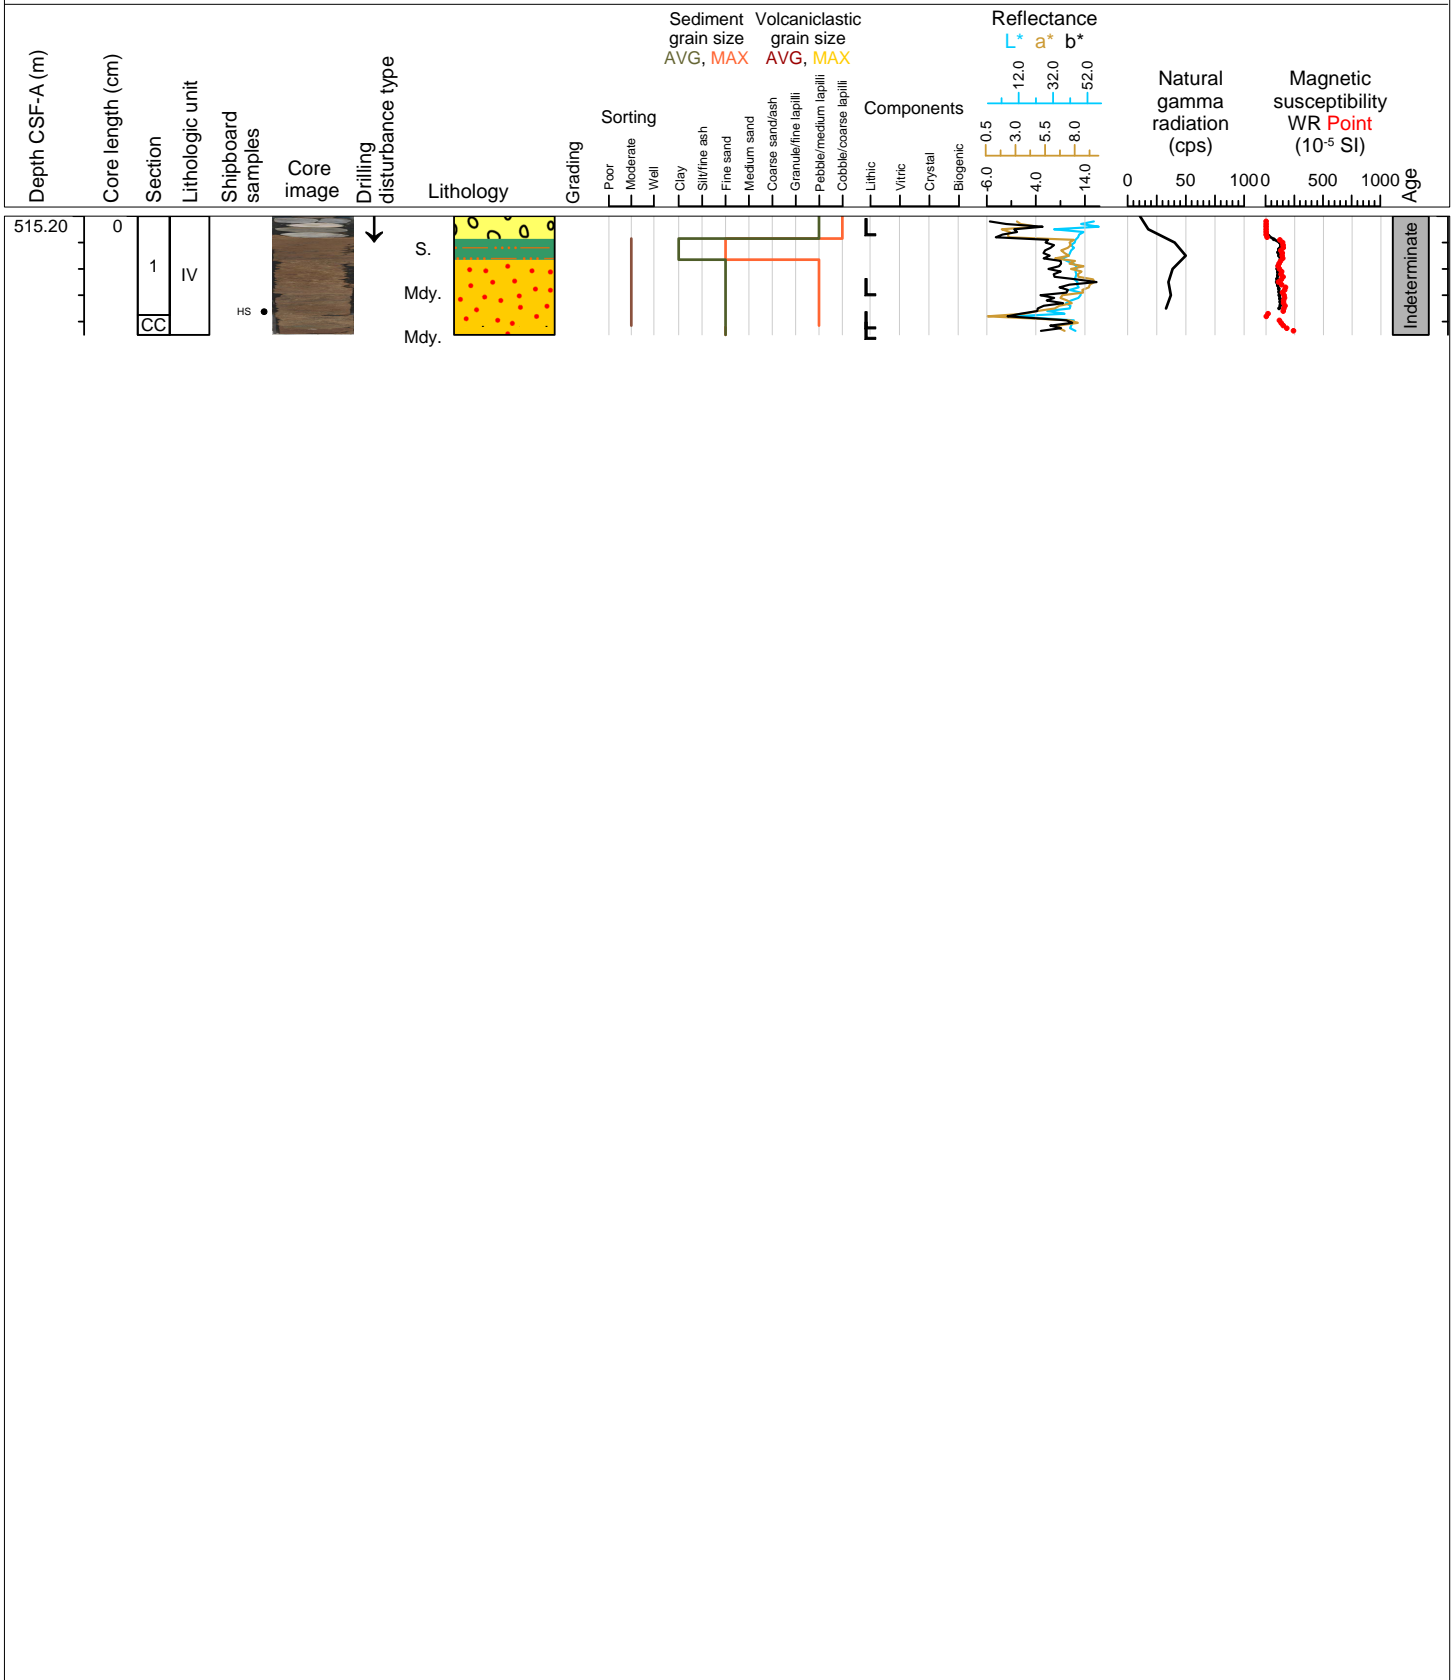 Depth CSF-A (m)
Core length (cm)
Section
Lithologic unit
Shipboard
samples
Core
image
Drilling
disturbance type
Lithology
Grading
Sorting
Poor
Moderate
Well
Sediment
grain size
AVG, MAX
Volcaniclastic
grain size
AVG, MAX
Clay
Silt/fine ash
Fine sand
Medium sand
Coarse sand/ash
Granule/fine lapilli
Pebble/medium lapilli
Cobble/coarse lapilli
Components
Lithic
Vitric
Crystal
Biogenic
Reflectance
L* a* b*
12.0 32.0 52.0
0.5 3.0 5.5 8.0
-6.0 4.0 14.0
Natural
gamma
radiation
(cps)
0 50 100
Magnetic
susceptibility
WR Point
(10-5 SI)
0 500 1000
Age
515.20
0
1
CC
IV
HS
S.
Mdy.
Mdy.
L
L
L
L
Indeterminate